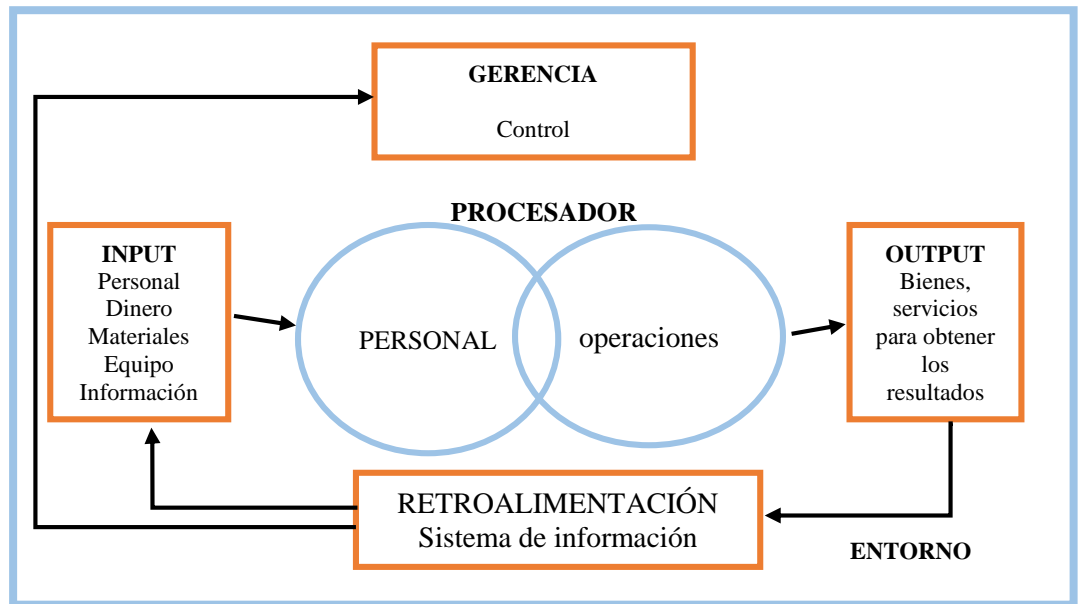 GERENCIA
Control
PROCESADOR
INPUT
Personal
Dinero
Materiales
Equipo
Información
PERSONAL
operaciones
OUTPUT
Bienes,
servicios
para obtener
los
resultados
RETROALIMENTACIÓN
Sistema de información
ENTORNO